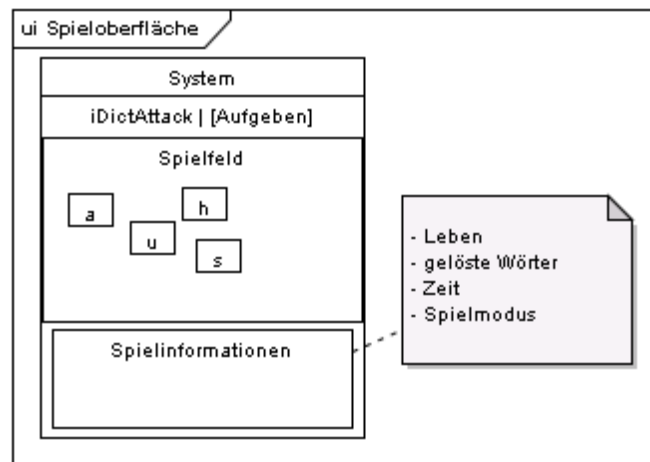 ui Spieloberfläche
System
iDictAttack | [Aufgeben]
Spielfeld
a
h
u
s
- Leben
- gelöste Wörter
- Zeit
- Spielmodus
Spielinformationen